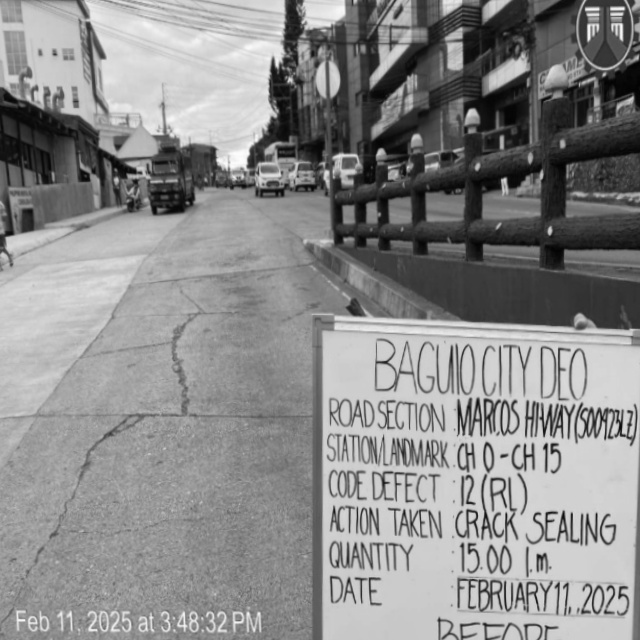 BAGUIO CITY DEO
ROAD SECTION : MARCOS HI-WAY (S00423LZ)
STATION/LANDMARK : CH 0 - CH 15
CODE DEFECT : 12 (RL)
ACTION TAKEN : CRACK SEALING
QUANTITY : 15.00 l.m.
DATE : FEBRUARY 11, 2025
BEFORE
Feb 11, 2025 at 3:48:32 PM